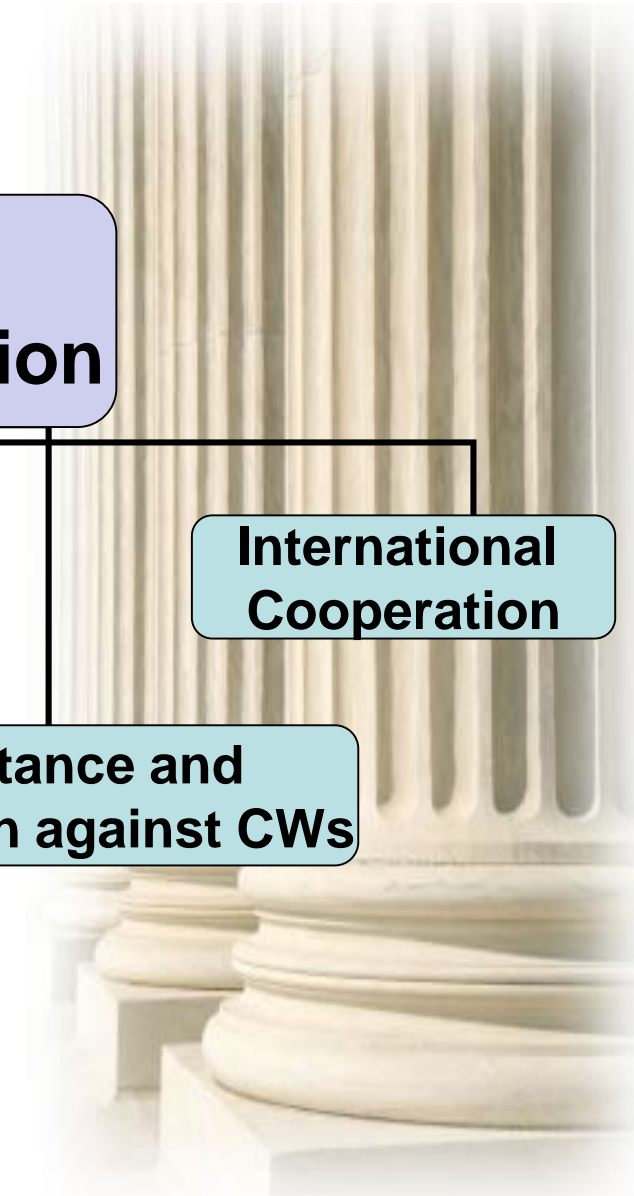 ion
International
Cooperation
tance and
n against CWs